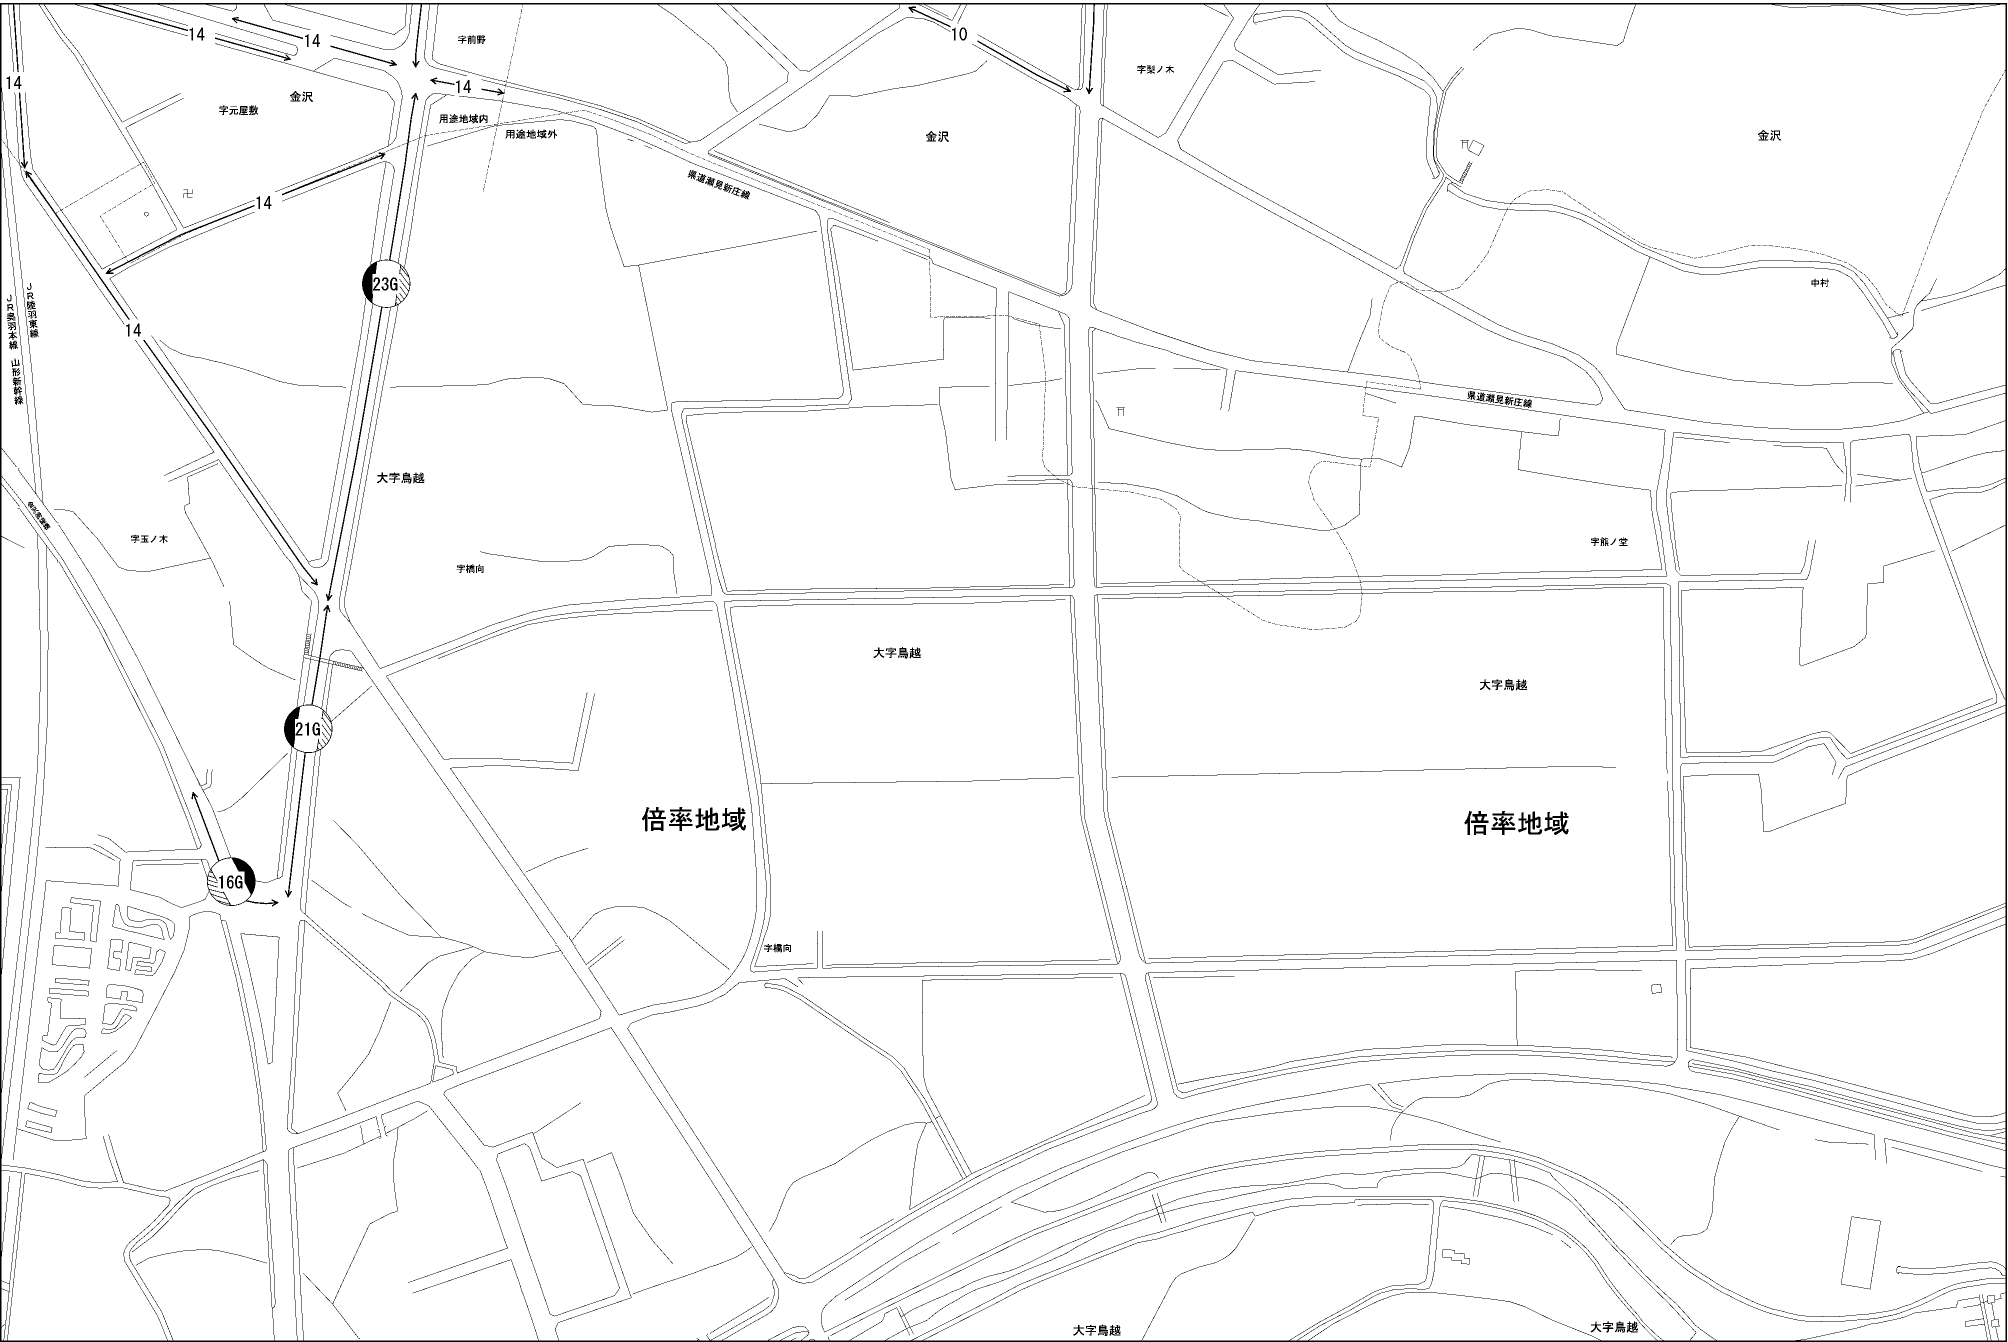 14
14
10
字前野
字梨ノ木
14
14
金沢
字元屋敷
用途地域内
用途地域外
金沢
金沢
県道瀬見新庄線
14
23G
中村
JR陸羽東線
JR奥羽本線 山形新幹線
14
県道瀬見新庄線
大字鳥越
字玉ノ木
字熊ノ堂
字橋向
大字鳥越
大字鳥越
21G
倍率地域
倍率地域
16G
字橋向
大字鳥越
大字鳥越